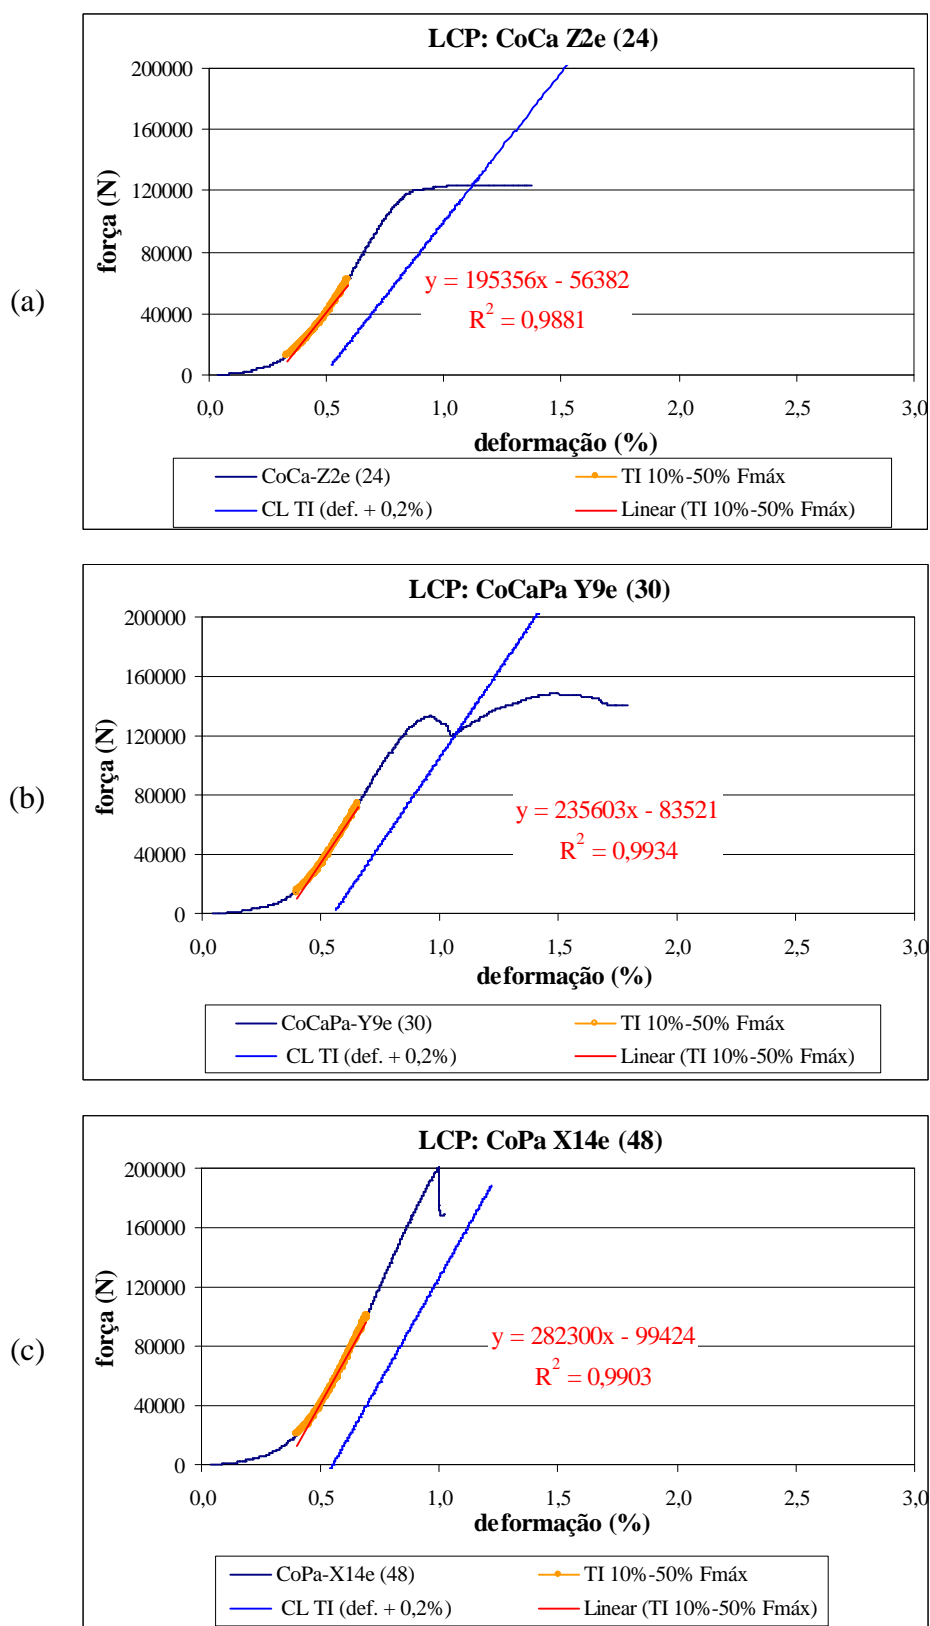 LCP: CoCa Z2e (24)
200000
160000
120000
80000
40000
0
força (N)
(a)
y = 195356x - 56382
R² = 0,9881
0,0 0,5 1,0 1,5 2,0 2,5 3,0
deformação (%)
CoCa-Z2e (24) TI 10%-50% Fmáx
CL TI (def. + 0,2%) Linear (TI 10%-50% Fmáx)
LCP: CoCaPa Y9e (30)
200000
160000
120000
80000
40000
0
força (N)
(b)
y = 235603x - 83521
R² = 0,9934
0,0 0,5 1,0 1,5 2,0 2,5 3,0
deformação (%)
CoCaPa-Y9e (30) TI 10%-50% Fmáx
CL TI (def. + 0,2%) Linear (TI 10%-50% Fmáx)
LCP: CoPa X14e (48)
200000
160000
120000
80000
40000
0
força (N)
(c)
y = 282300x - 99424
R² = 0,9903
0,0 0,5 1,0 1,5 2,0 2,5 3,0
deformação (%)
CoPa-X14e (48) TI 10%-50% Fmáx
CL TI (def. + 0,2%) Linear (TI 10%-50% Fmáx)